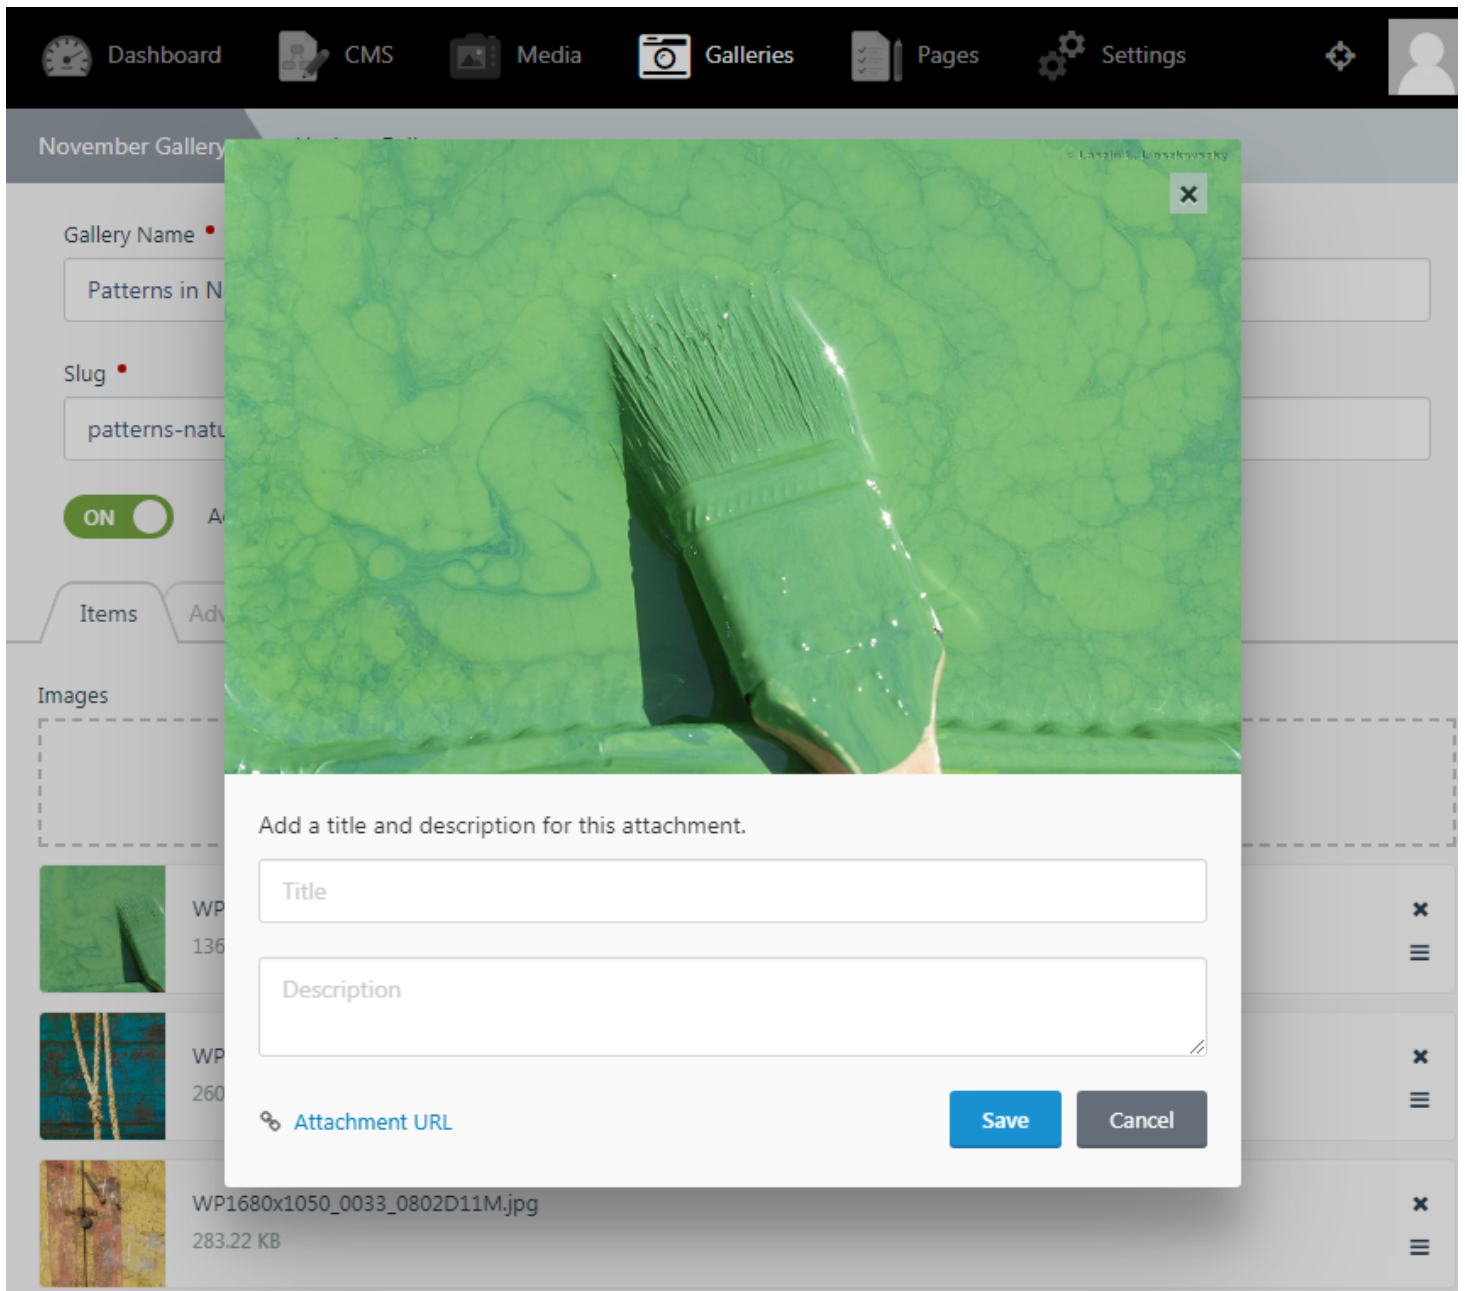 Dashboard CMS Media Galleries Pages Settings
November Gallery
Gallery Name •
Patterns in N
Slug •
patterns-natu
ON
Items Adv
Images
Add a title and description for this attachment.
Title
WP
136
Description
WP
260
Attachment URL Save Cancel
WP1680x1050_0033_0802D11M.jpg
283.22 KB